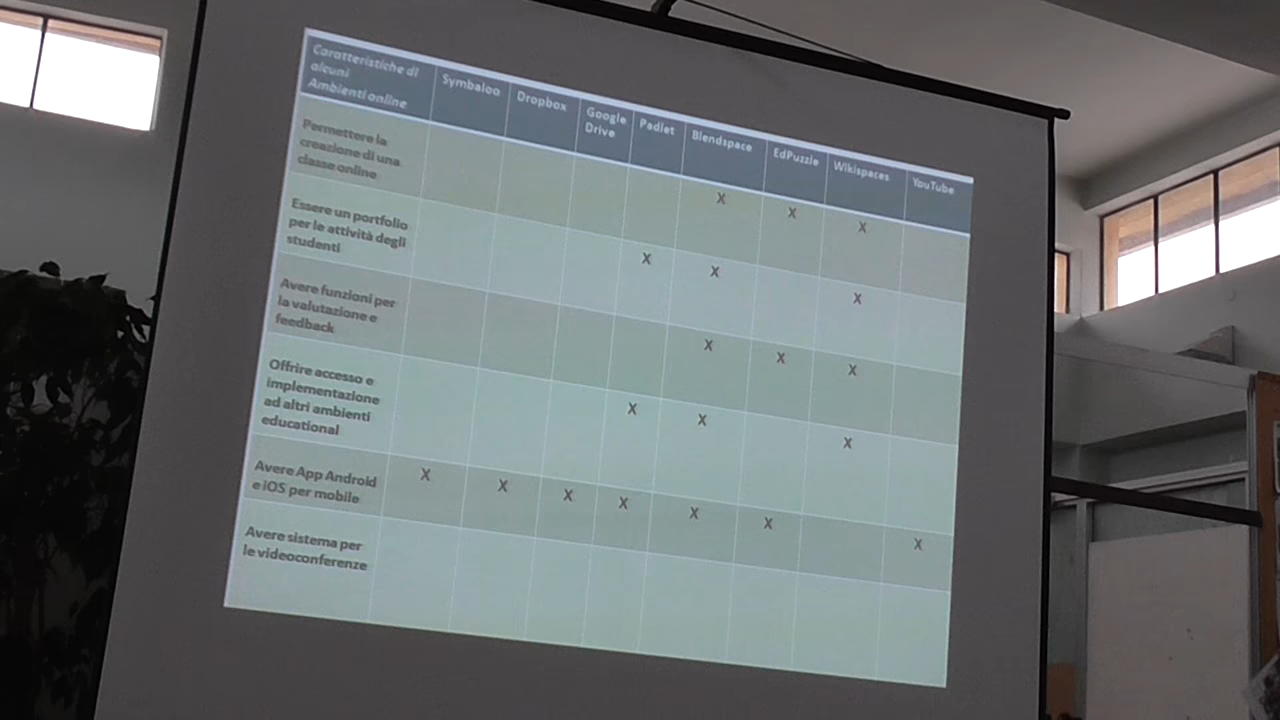 Caratteristiche di
alcuni
Ambienti online
Symbaloo
Dropbox
Google
Drive
Padlet
Blendspace
EdPuzzle
Wikispaces
YouTube
Permettere la
creazione di una
classe online
X X X
Essere un portfolio
per le attività degli
studenti
X X X
Avere funzioni per
la valutazione e
feedback
X X X
Offrire accesso e
implementazione
ad altri ambienti
educational
X X X
Avere App Android
e iOS per mobile
X X X X X X X
Avere sistema per
le videoconferenze